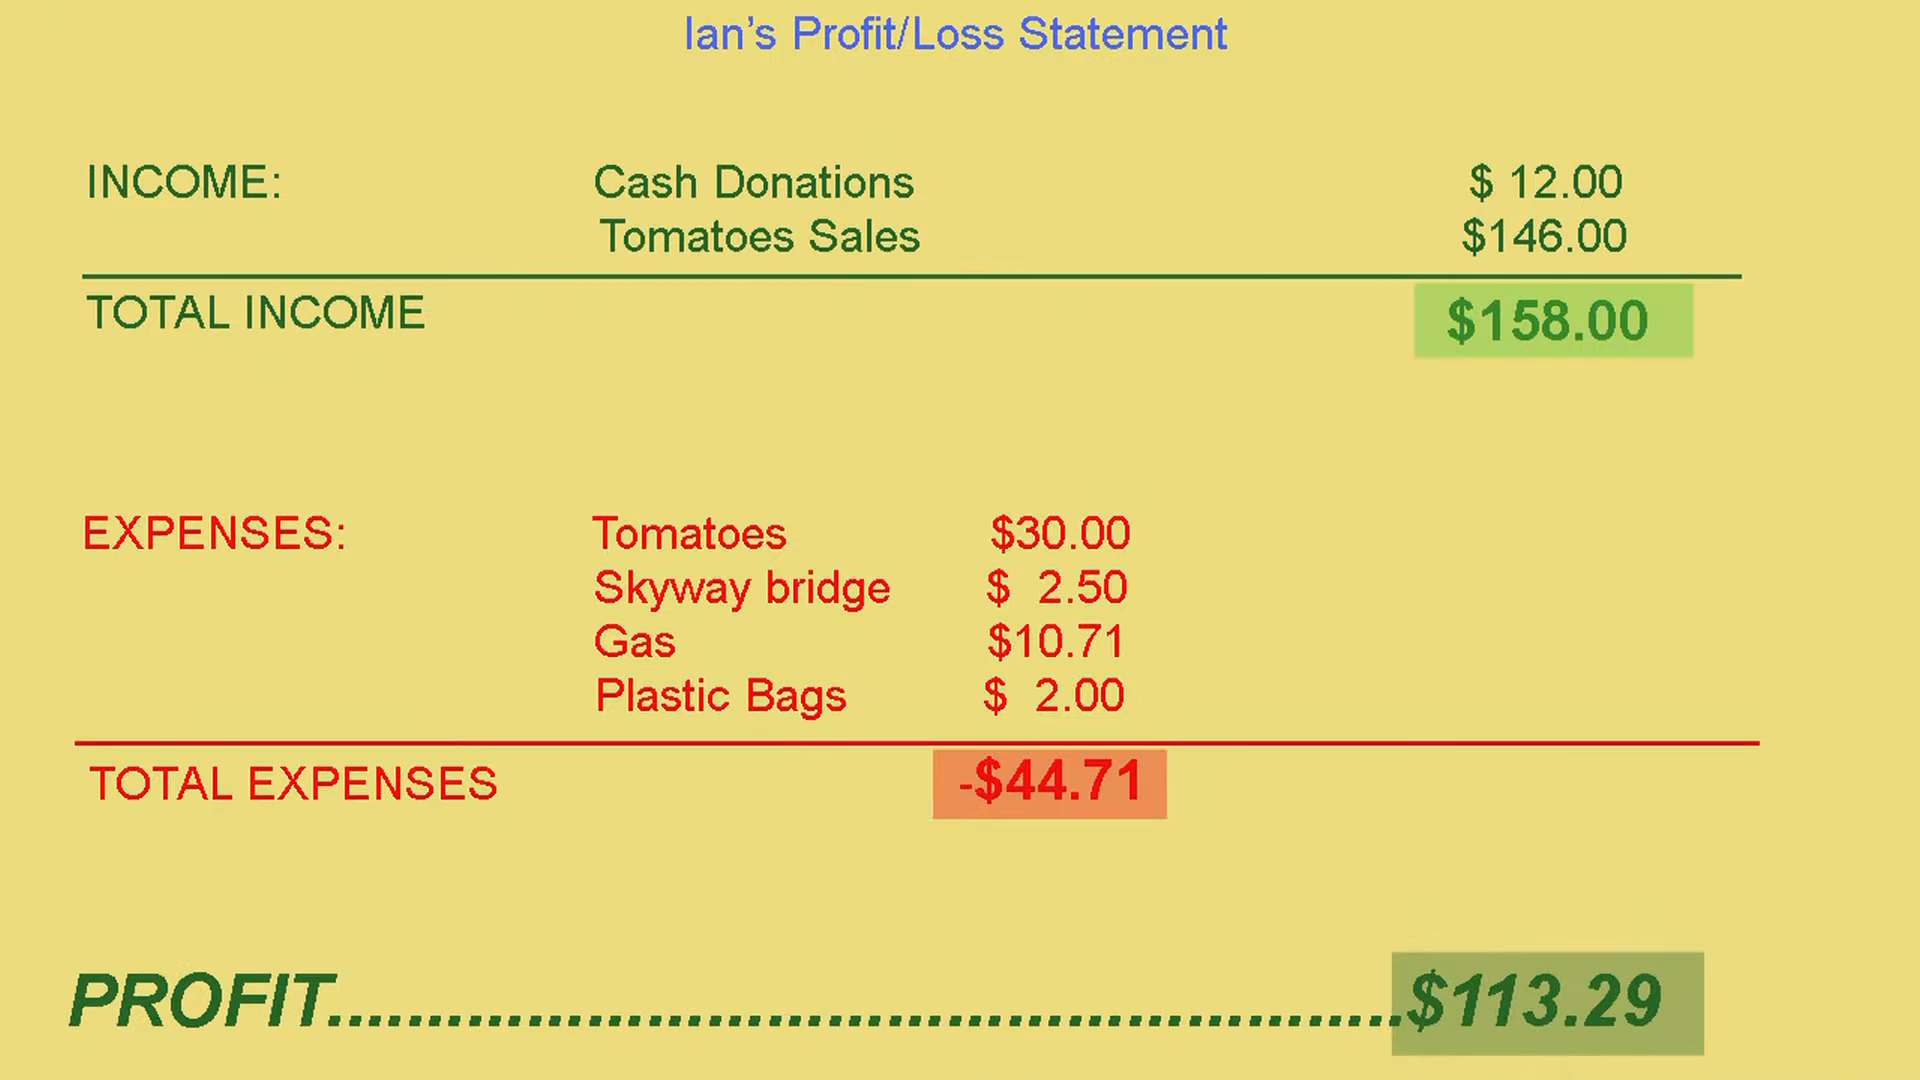 Ian’s Profit/Loss Statement
INCOME: Cash Donations $ 12.00
Tomatoes Sales $146.00
TOTAL INCOME $158.00
EXPENSES: Tomatoes $30.00
Skyway bridge $ 2.50
Gas $10.71
Plastic Bags $ 2.00
TOTAL EXPENSES -$44.71
PROFIT......................................................$113.29